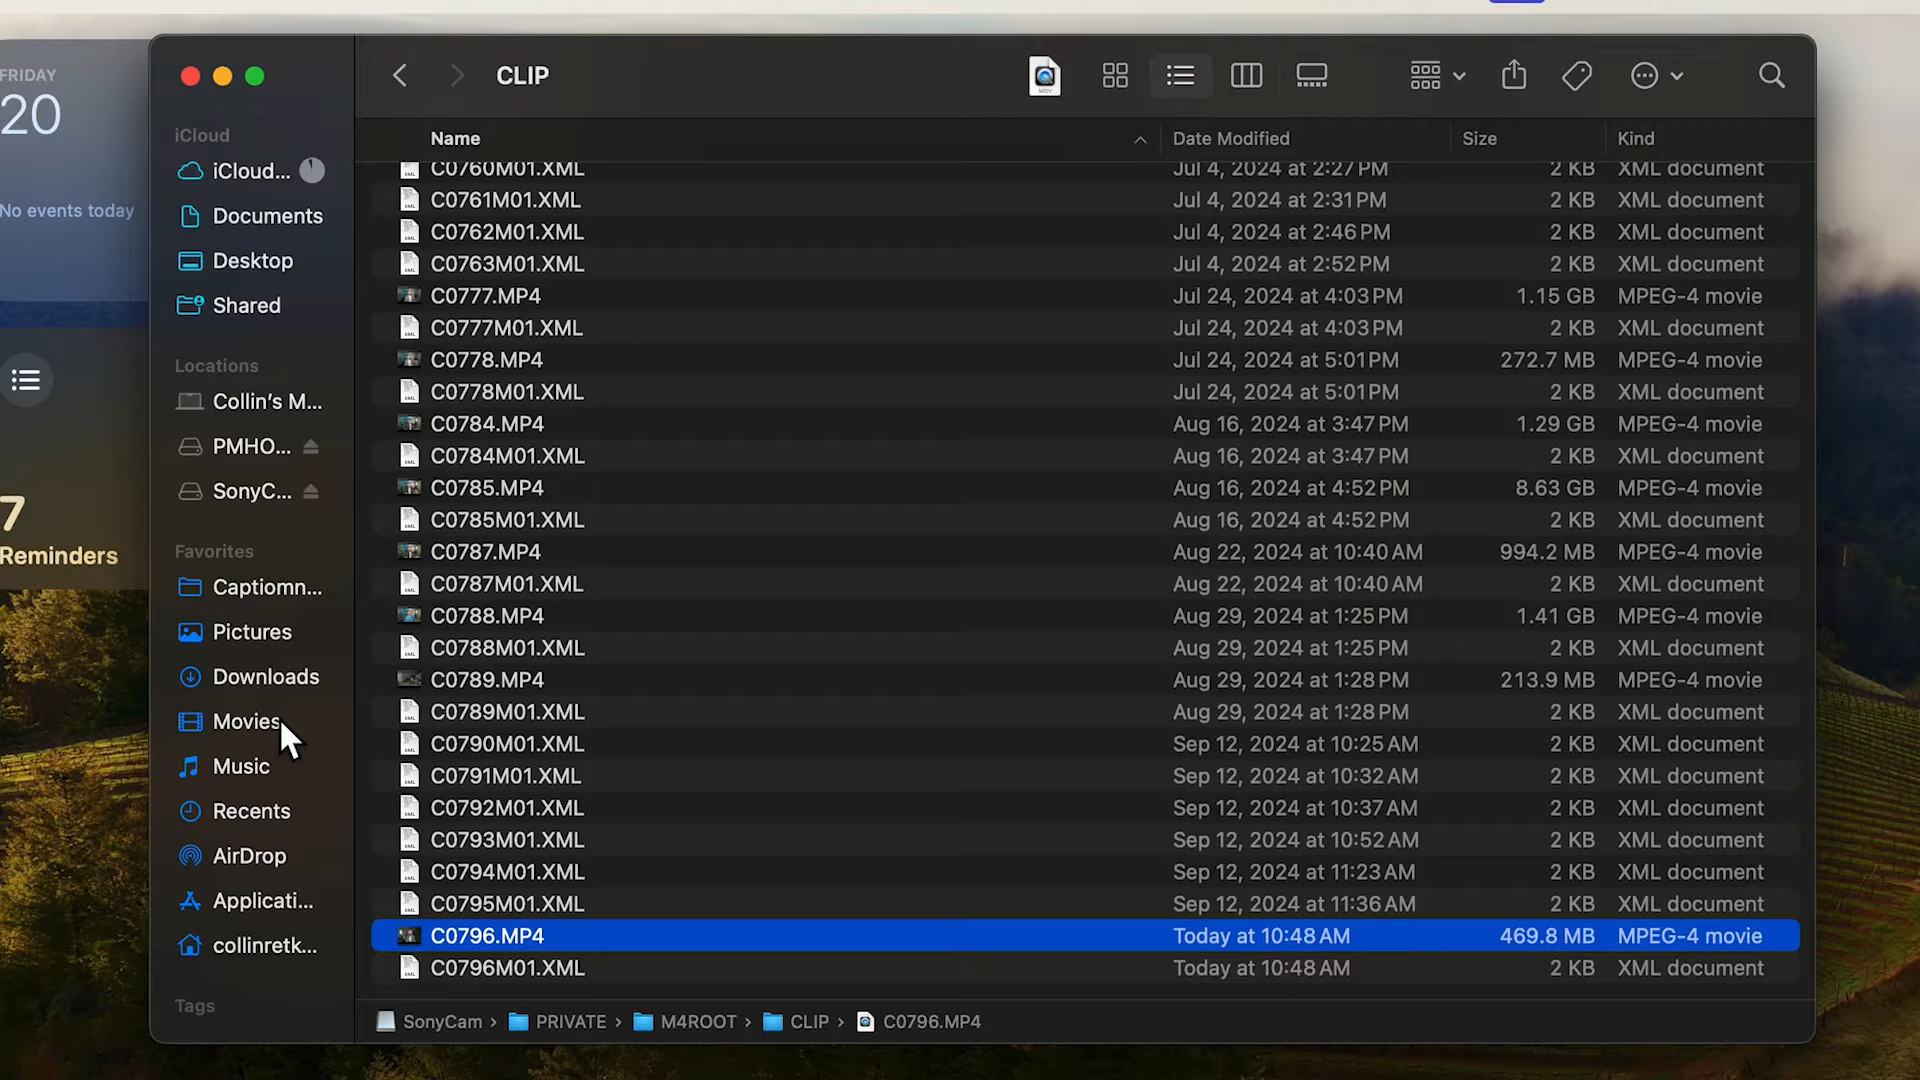 FRIDAY
20
No events today
7
Reminders
CLIP
MOV
iCloud
iCloud...
Documents
Desktop
Shared
Locations
Collin's M...
PMHO...
SonyC...
Favorites
Captiomn...
Pictures
Downloads
Movies
Music
Recents
AirDrop
Applicati...
collinretk...
Tags
Name Date Modified Size Kind
C0760M01.XML Jul 4, 2024 at 2:27 PM 2 KB XML document
C0761M01.XML Jul 4, 2024 at 2:31 PM 2 KB XML document
C0762M01.XML Jul 4, 2024 at 2:46 PM 2 KB XML document
C0763M01.XML Jul 4, 2024 at 2:52 PM 2 KB XML document
C0777.MP4 Jul 24, 2024 at 4:03 PM 1.15 GB MPEG-4 movie
C0777M01.XML Jul 24, 2024 at 4:03 PM 2 KB XML document
C0778.MP4 Jul 24, 2024 at 5:01 PM 272.7 MB MPEG-4 movie
C0778M01.XML Jul 24, 2024 at 5:01 PM 2 KB XML document
C0784.MP4 Aug 16, 2024 at 3:47 PM 1.29 GB MPEG-4 movie
C0784M01.XML Aug 16, 2024 at 3:47 PM 2 KB XML document
C0785.MP4 Aug 16, 2024 at 4:52 PM 8.63 GB MPEG-4 movie
C0785M01.XML Aug 16, 2024 at 4:52 PM 2 KB XML document
C0787.MP4 Aug 22, 2024 at 10:40 AM 994.2 MB MPEG-4 movie
C0787M01.XML Aug 22, 2024 at 10:40 AM 2 KB XML document
C0788.MP4 Aug 29, 2024 at 1:25 PM 1.41 GB MPEG-4 movie
C0788M01.XML Aug 29, 2024 at 1:25 PM 2 KB XML document
C0789.MP4 Aug 29, 2024 at 1:28 PM 213.9 MB MPEG-4 movie
C0789M01.XML Aug 29, 2024 at 1:28 PM 2 KB XML document
C0790M01.XML Sep 12, 2024 at 10:25 AM 2 KB XML document
C0791M01.XML Sep 12, 2024 at 10:32 AM 2 KB XML document
C0792M01.XML Sep 12, 2024 at 10:37 AM 2 KB XML document
C0793M01.XML Sep 12, 2024 at 10:52 AM 2 KB XML document
C0794M01.XML Sep 12, 2024 at 11:23 AM 2 KB XML document
C0795M01.XML Sep 12, 2024 at 11:36 AM 2 KB XML document
C0796.MP4 Today at 10:48 AM 469.8 MB MPEG-4 movie
C0796M01.XML Today at 10:48 AM 2 KB XML document
SonyCam › PRIVATE › M4ROOT › CLIP › C0796.MP4